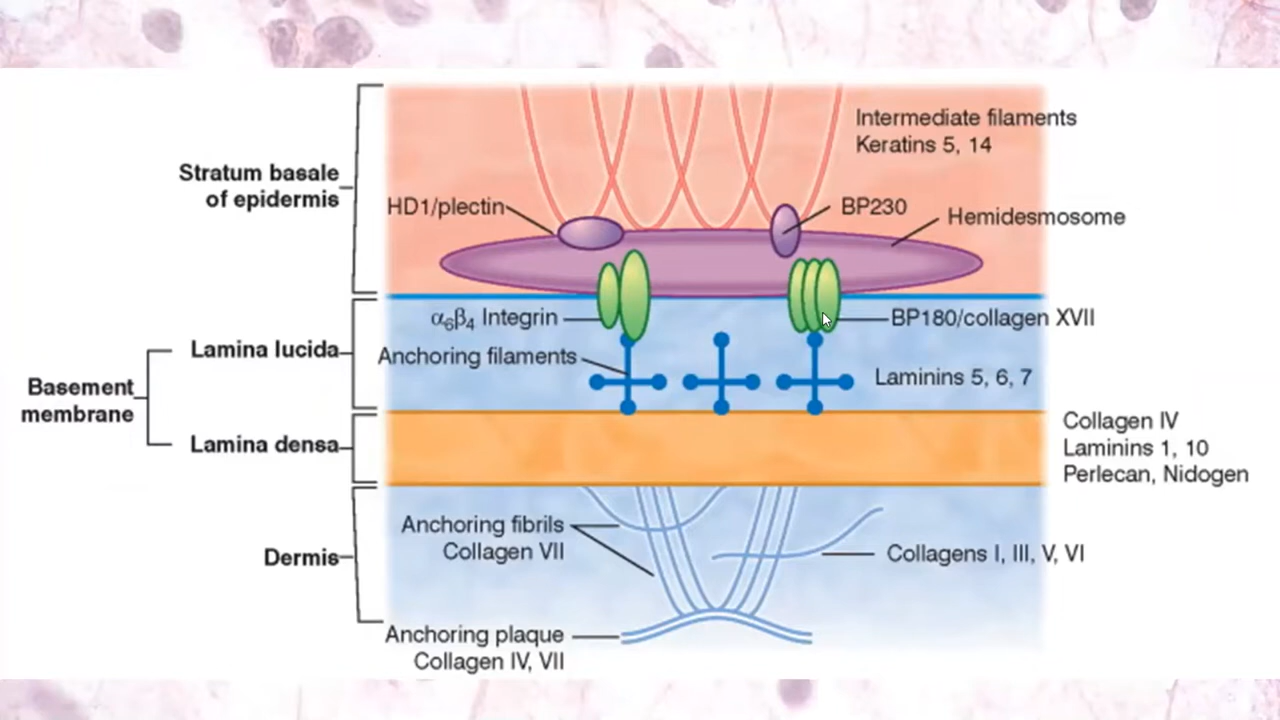 Intermediate filaments
Keratins 5, 14
Stratum basale
of epidermis
HD1/plectin
BP230
Hemidesmosome
α₆β₄ Integrin
BP180/collagen XVII
Lamina lucida
Anchoring filaments
Laminins 5, 6, 7
Basement
membrane
Lamina densa
Collagen IV
Laminins 1, 10
Perlecan, Nidogen
Anchoring fibrils
Collagen VII
Dermis
Collagens I, III, V, VI
Anchoring plaque
Collagen IV, VII